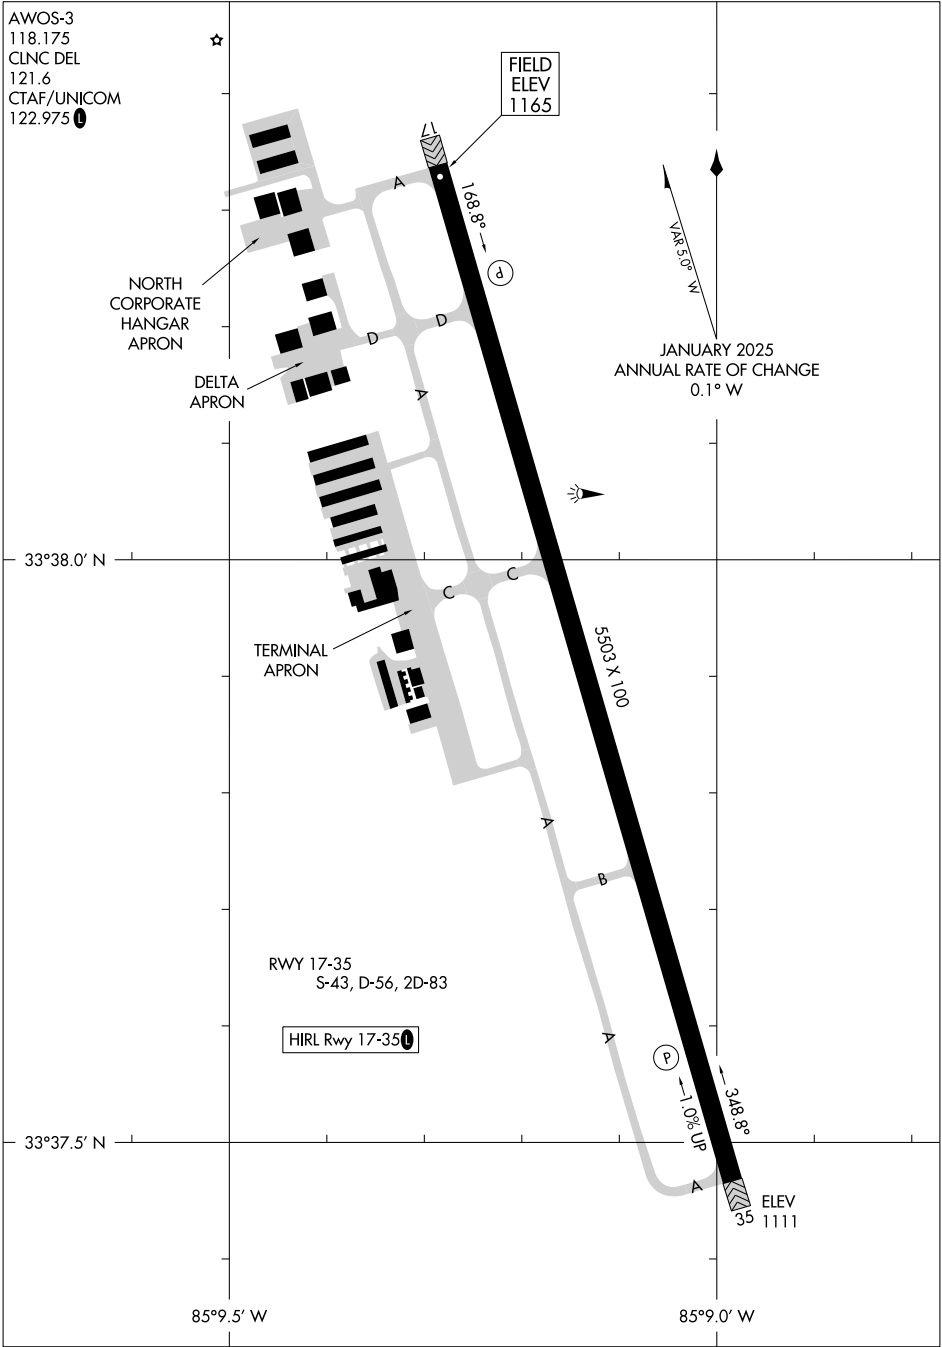 AWOS-3
118.175
CLNC DEL
121.6
CTAF/UNICOM
122.975 L
FIELD
ELEV
1165
17
A
168.8°
P
VAR 5.0° W
JANUARY 2025
ANNUAL RATE OF CHANGE
0.1° W
NORTH
CORPORATE
HANGAR
APRON
D
D
DELTA
APRON
A
33°38.0' N
C
C
TERMINAL
APRON
5503 X 100
A
B
RWY 17-35
S-43, D-56, 2D-83
HIRL Rwy 17-35 L
A
P
1.0% UP
348.8°
33°37.5' N
A
35
ELEV
1111
85°9.5' W
85°9.0' W